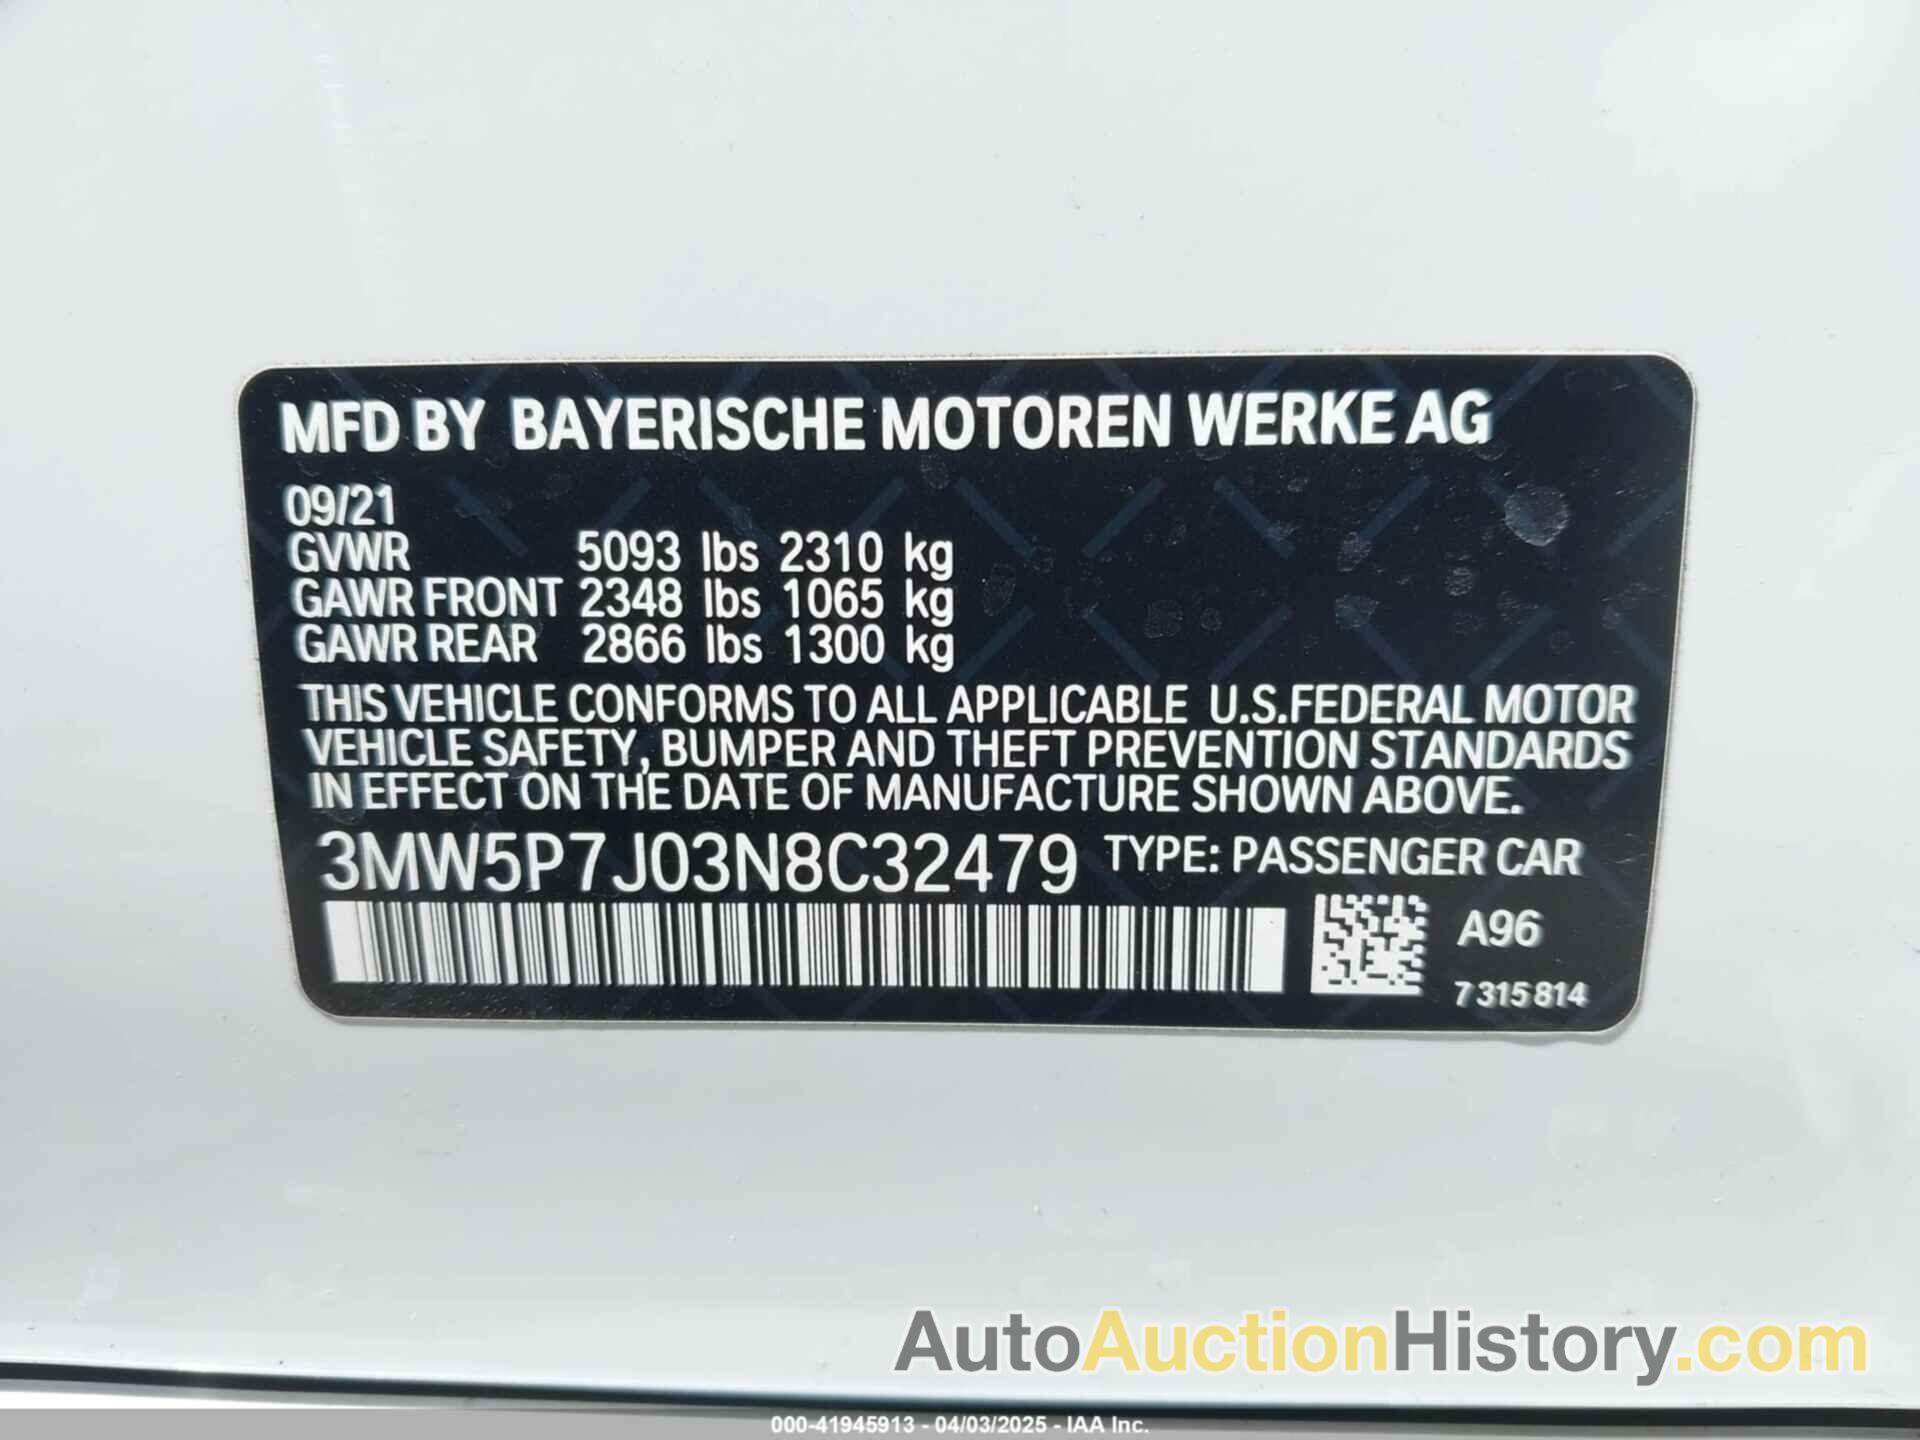 MFD BY BAYERISCHE MOTOREN WERKE AG
09/21
GVWR 5093 lbs 2310 kg
GAWR FRONT 2348 lbs 1065 kg
GAWR REAR 2866 lbs 1300 kg
THIS VEHICLE CONFORMS TO ALL APPLICABLE U.S.FEDERAL MOTOR
VEHICLE SAFETY, BUMPER AND THEFT PREVENTION STANDARDS
IN EFFECT ON THE DATE OF MANUFACTURE SHOWN ABOVE.
3MW5P7J03N8C32479 TYPE: PASSENGER CAR
A96
7 315 814
AutoAuctionHistory.com
000-41945913 - 04/03/2025 - IAA Inc.